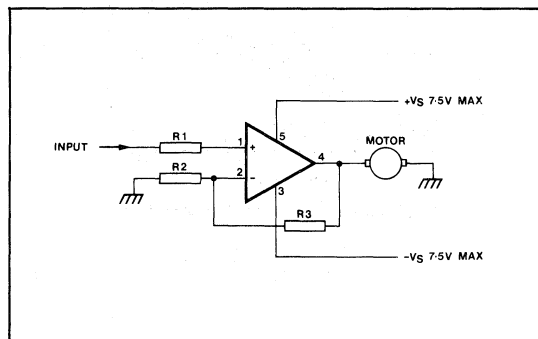 +VS 7·5V MAX
MOTOR
INPUT
R1
1
+
5
4
R2
2
−
3
R3
−VS 7·5V MAX